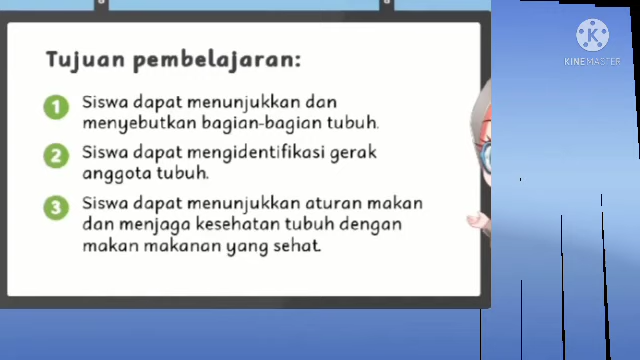 Tujuan pembelajaran:
1 Siswa dapat menunjukkan dan
menyebutkan bagian-bagian tubuh.
2 Siswa dapat mengidentifikasi gerak
anggota tubuh.
3 Siswa dapat menunjukkan aturan makan
dan menjaga kesehatan tubuh dengan
makan makanan yang sehat.
K
KINEMASTER